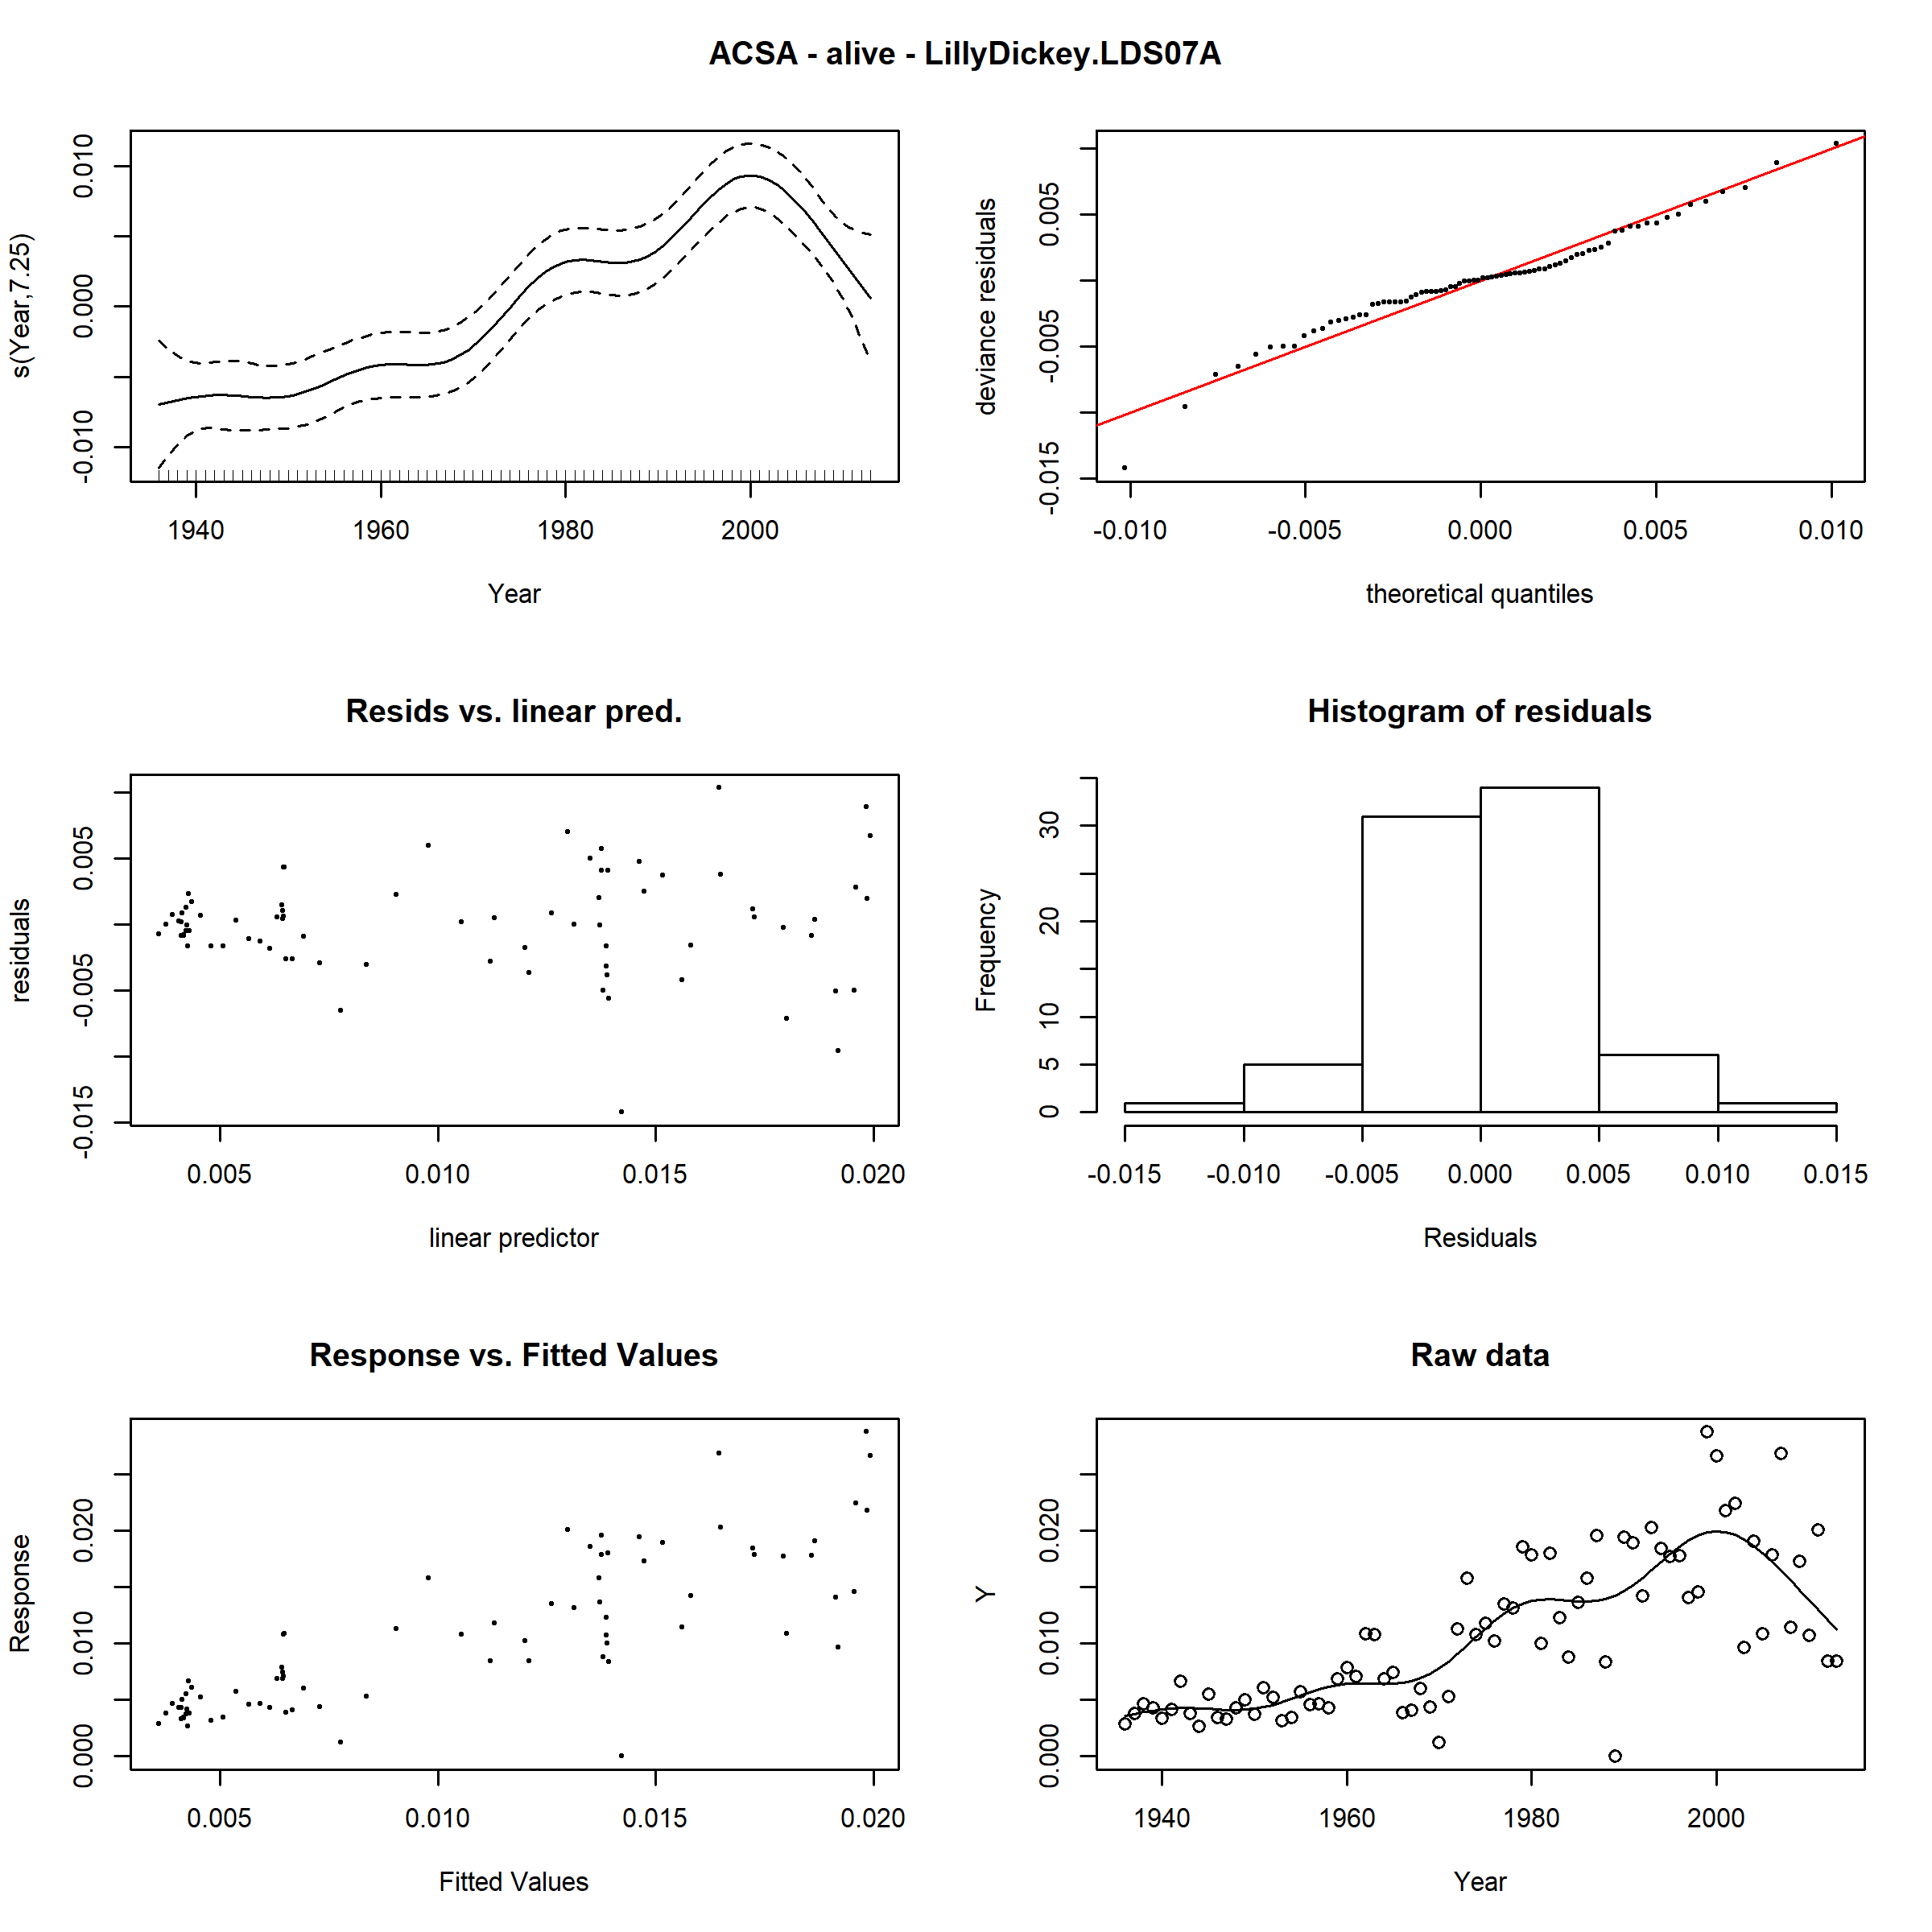 ACSA - alive - LillyDickey.LDS07A
s(Year,7.25)
-0.010 0.000 0.010
1940 1960 1980 2000
Year
deviance residuals
-0.015 -0.005 0.005
-0.010 -0.005 0.000 0.005 0.010
theoretical quantiles
Resids vs. linear pred.
residuals
-0.015 -0.005 0.005
0.005 0.010 0.015 0.020
linear predictor
Histogram of residuals
Frequency
0 5 10 20 30
-0.015 -0.010 -0.005 0.000 0.005 0.010 0.015
Residuals
Response vs. Fitted Values
Response
0.000 0.010 0.020
0.005 0.010 0.015 0.020
Fitted Values
Raw data
Y
0.000 0.010 0.020
1940 1960 1980 2000
Year